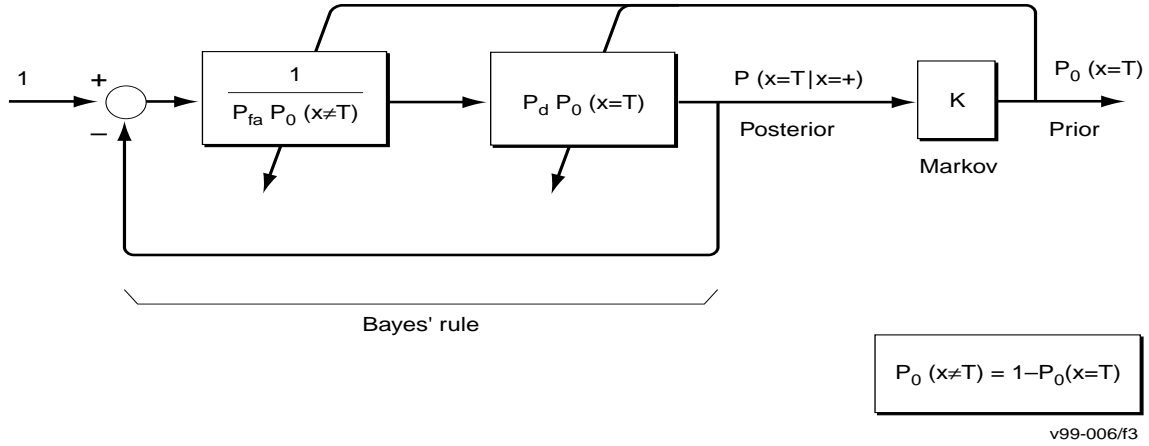 1
+
−
1
P_fa P_0 (x≠T)
P_d P_0 (x=T)
P (x=T|x=+)
Posterior
K
Markov
P_0 (x=T)
Prior
Bayes' rule
P_0 (x≠T) = 1−P_0(x=T)
v99-006/f3